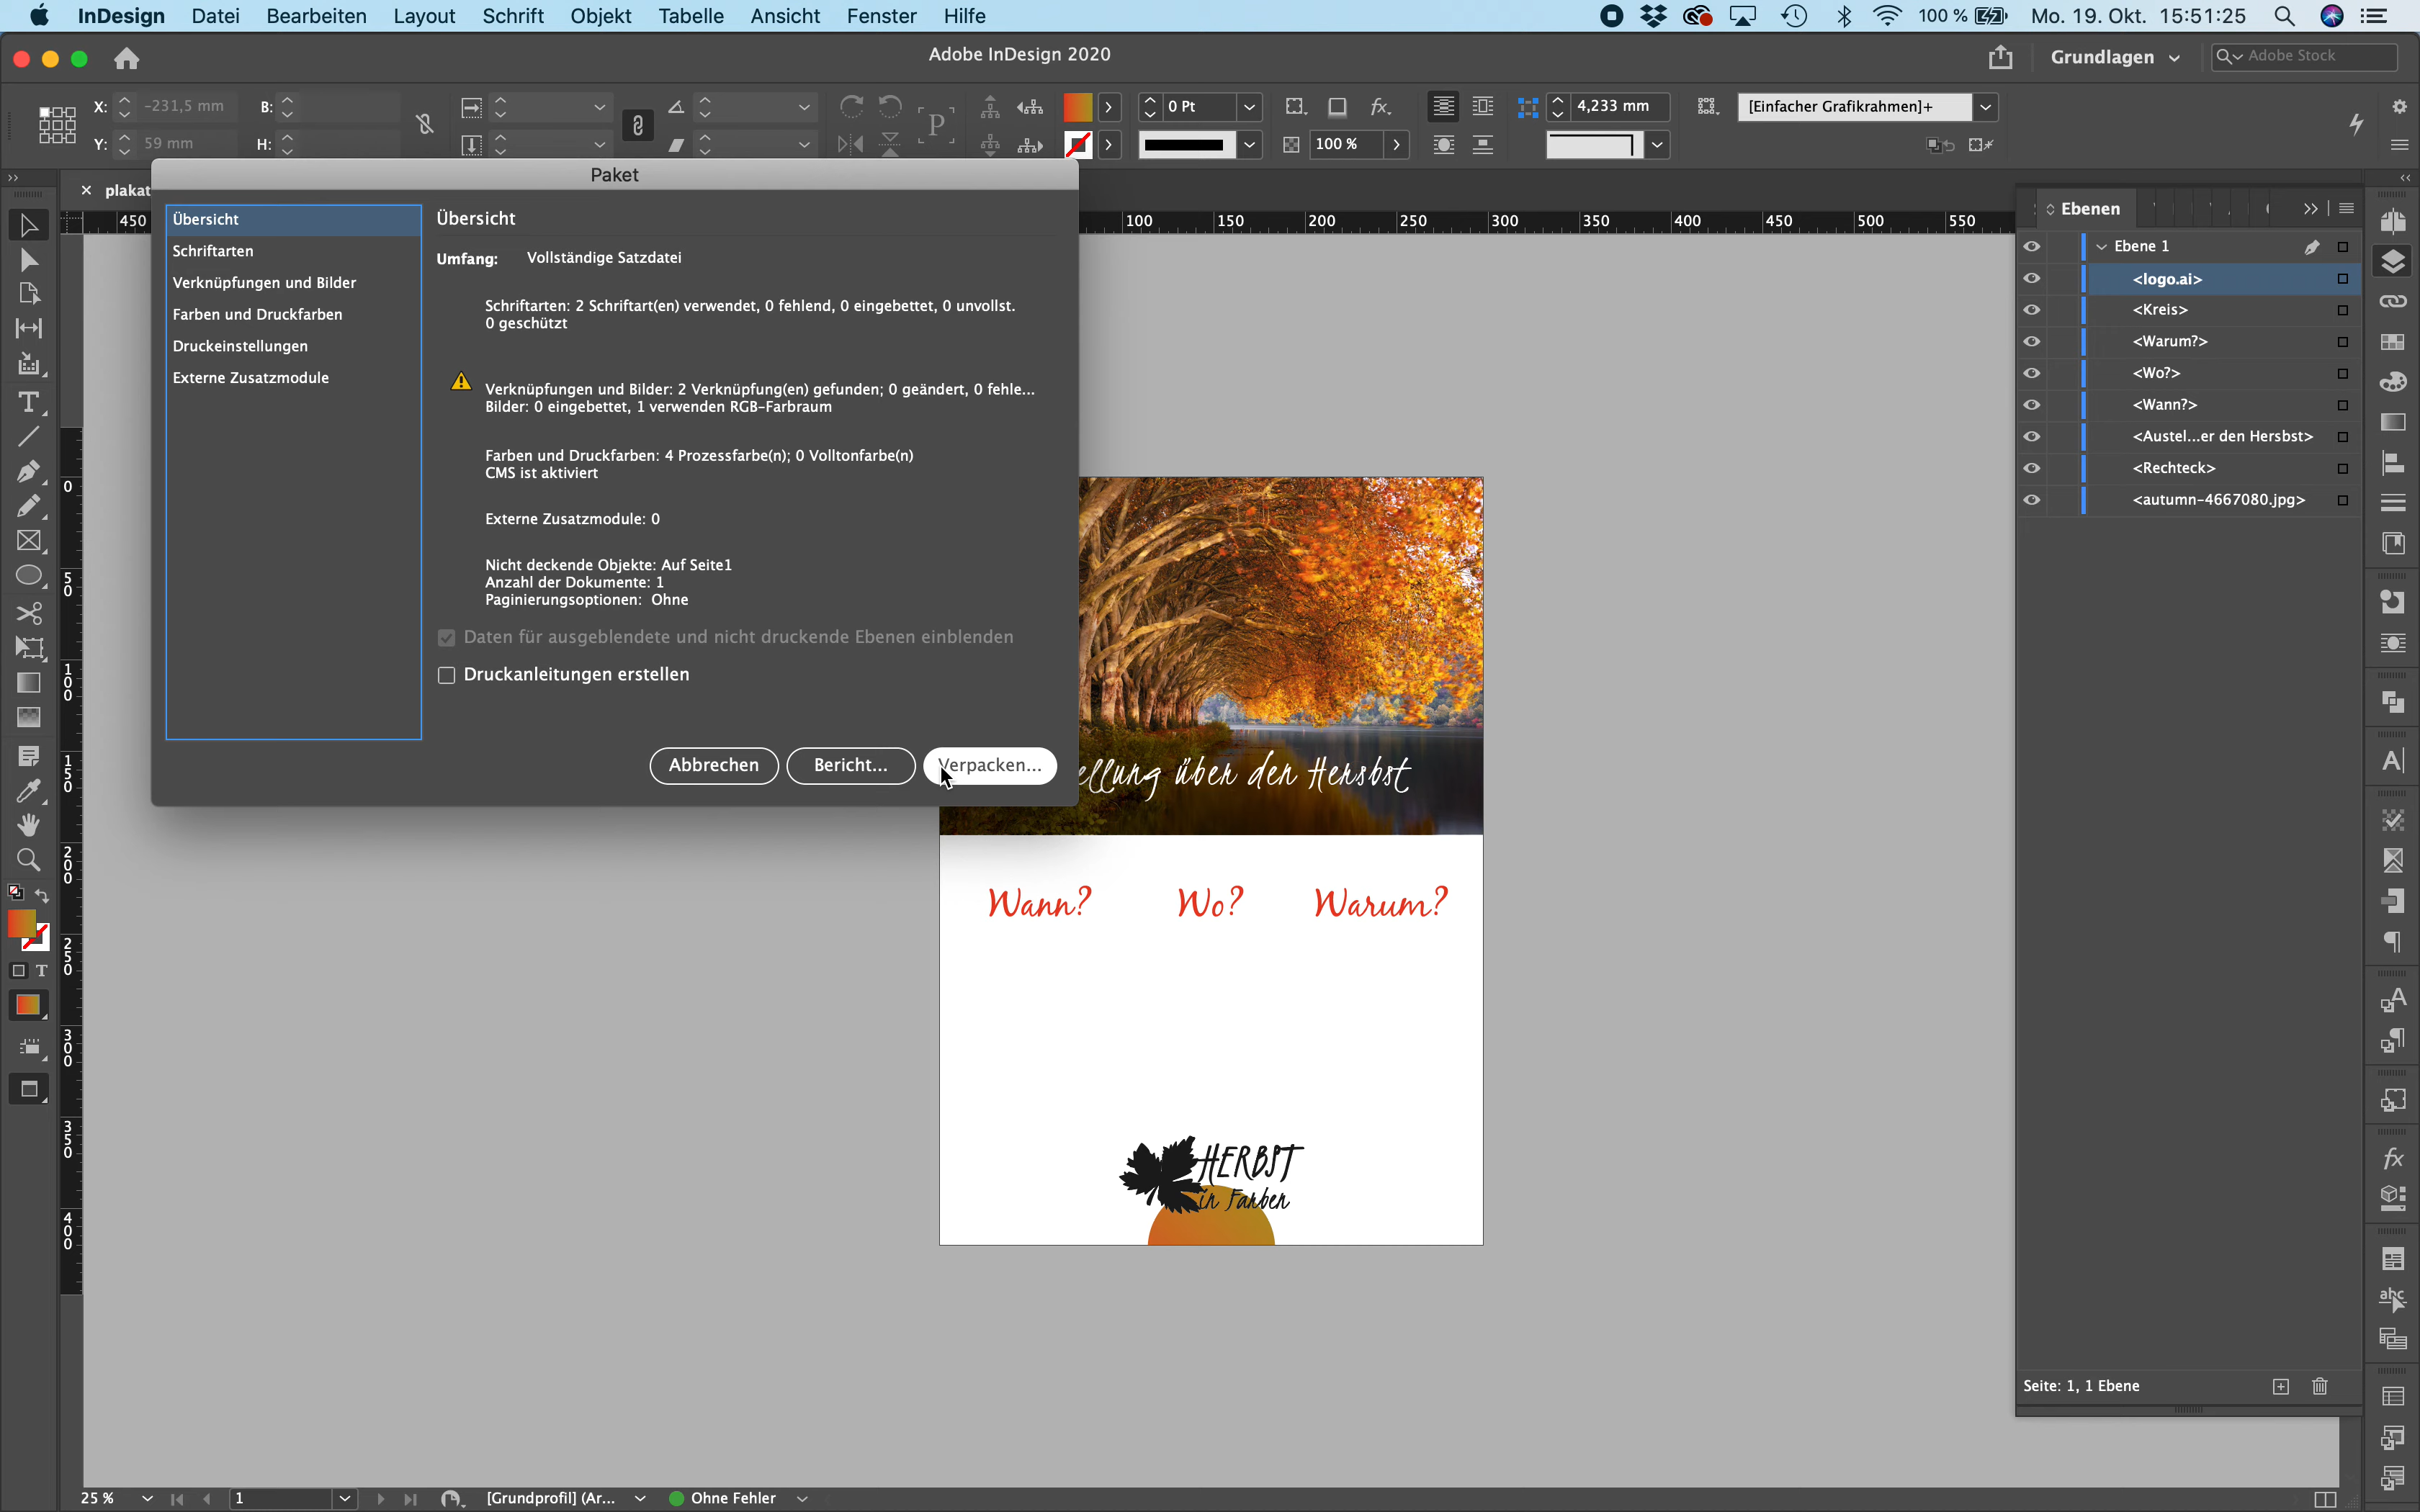 InDesign Datei Bearbeiten Layout Schrift Objekt Tabelle Ansicht Fenster Hilfe 100 % Mo. 19. Okt. 15:51:25
Adobe InDesign 2020 Grundlagen Adobe Stock
X: -231,5 mm B: 0 Pt 4,233 mm [Einfacher Grafikrahmen]+
Y: 59 mm H: 100 %
plakat
Paket
450 100 150 200 250 300 350 400 450 500 550
Übersicht
Schriftarten
Verknüpfungen und Bilder
Farben und Druckfarben
Druckeinstellungen
Externe Zusatzmodule
Übersicht
Umfang: Vollständige Satzdatei
Schriftarten: 2 Schriftart(en) verwendet, 0 fehlend, 0 eingebettet, 0 unvollst.
0 geschützt
Verknüpfungen und Bilder: 2 Verknüpfung(en) gefunden; 0 geändert, 0 fehle...
Bilder: 0 eingebettet, 1 verwenden RGB-Farbraum
Farben und Druckfarben: 4 Prozessfarbe(n); 0 Volltonfarbe(n)
CMS ist aktiviert
Externe Zusatzmodule: 0
Nicht deckende Objekte: Auf Seite1
Anzahl der Dokumente: 1
Paginierungsoptionen: Ohne
Daten für ausgeblendete und nicht druckende Ebenen einblenden
Druckanleitungen erstellen
Abbrechen Bericht... Verpacken...
0
50
100
150
200
250
300
350
400
ellung über den Hersbst
Wann? Wo? Warum?
HERBST
in Farben
Ebenen
Ebene 1
<logo.ai>
<Kreis>
<Warum?>
<Wo?>
<Wann?>
<Austel...er den Hersbst>
<Rechteck>
<autumn-4667080.jpg>
Seite: 1, 1 Ebene
25 % 1 [Grundprofil] (Ar... Ohne Fehler